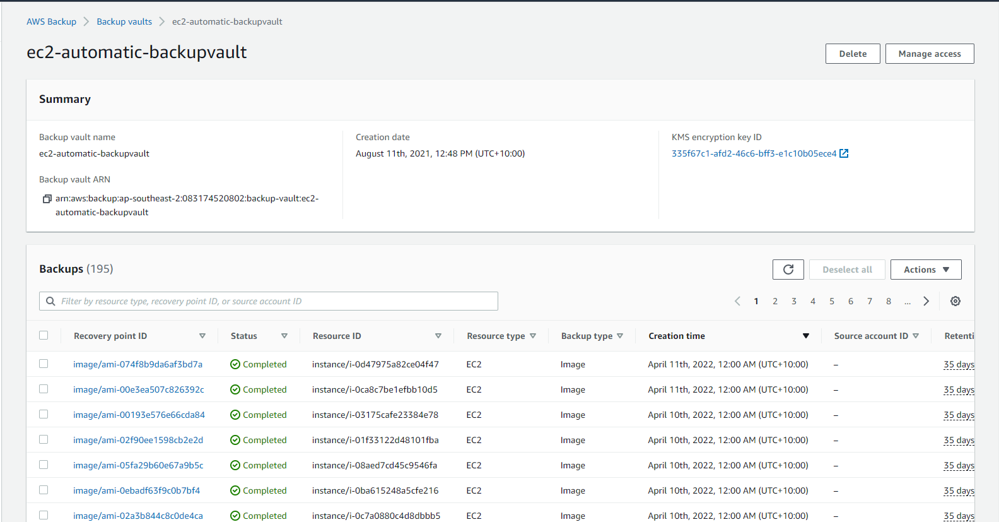 AWS Backup > Backup vaults > ec2-automatic-backupvault
ec2-automatic-backupvault
Delete Manage access
Summary
Backup vault name
ec2-automatic-backupvault
Backup vault ARN
arn:aws:backup:ap-southeast-2:083174520802:backup-vault:ec2-
automatic-backupvault
Creation date
August 11th, 2021, 12:48 PM (UTC+10:00)
KMS encryption key ID
335f67c1-afd2-46c6-bff3-e1c10b05ece4
Backups (195)
Deselect all Actions
Filter by resource type, recovery point ID, or source account ID
1 2 3 4 5 6 7 8 ...
Recovery point ID Status Resource ID Resource type Backup type Creation time Source account ID Retenti
image/ami-074f8b9da6af3bd7a Completed instance/i-0d47975a82ce04f47 EC2 Image April 11th, 2022, 12:00 AM (UTC+10:00) – 35 days
image/ami-00e3ea507c826392c Completed instance/i-0ca8c7be1efbb10d5 EC2 Image April 11th, 2022, 12:00 AM (UTC+10:00) – 35 days
image/ami-00193e576e66cda84 Completed instance/i-03175cafe23384e78 EC2 Image April 10th, 2022, 12:00 AM (UTC+10:00) – 35 days
image/ami-02f90ee1598cb2e2d Completed instance/i-01f33122d48101fba EC2 Image April 10th, 2022, 12:00 AM (UTC+10:00) – 35 days
image/ami-05fa29b60e67a9b5c Completed instance/i-08aed7cd45c9546fa EC2 Image April 10th, 2022, 12:00 AM (UTC+10:00) – 35 days
image/ami-0ebadf63f9c0b7bf4 Completed instance/i-0ba615248a5cfe216 EC2 Image April 10th, 2022, 12:00 AM (UTC+10:00) – 35 days
image/ami-02a3b844c8c0de4ca Completed instance/i-0c7a0880c4d8dbbb5 EC2 Image April 10th, 2022, 12:00 AM (UTC+10:00) – 35 days